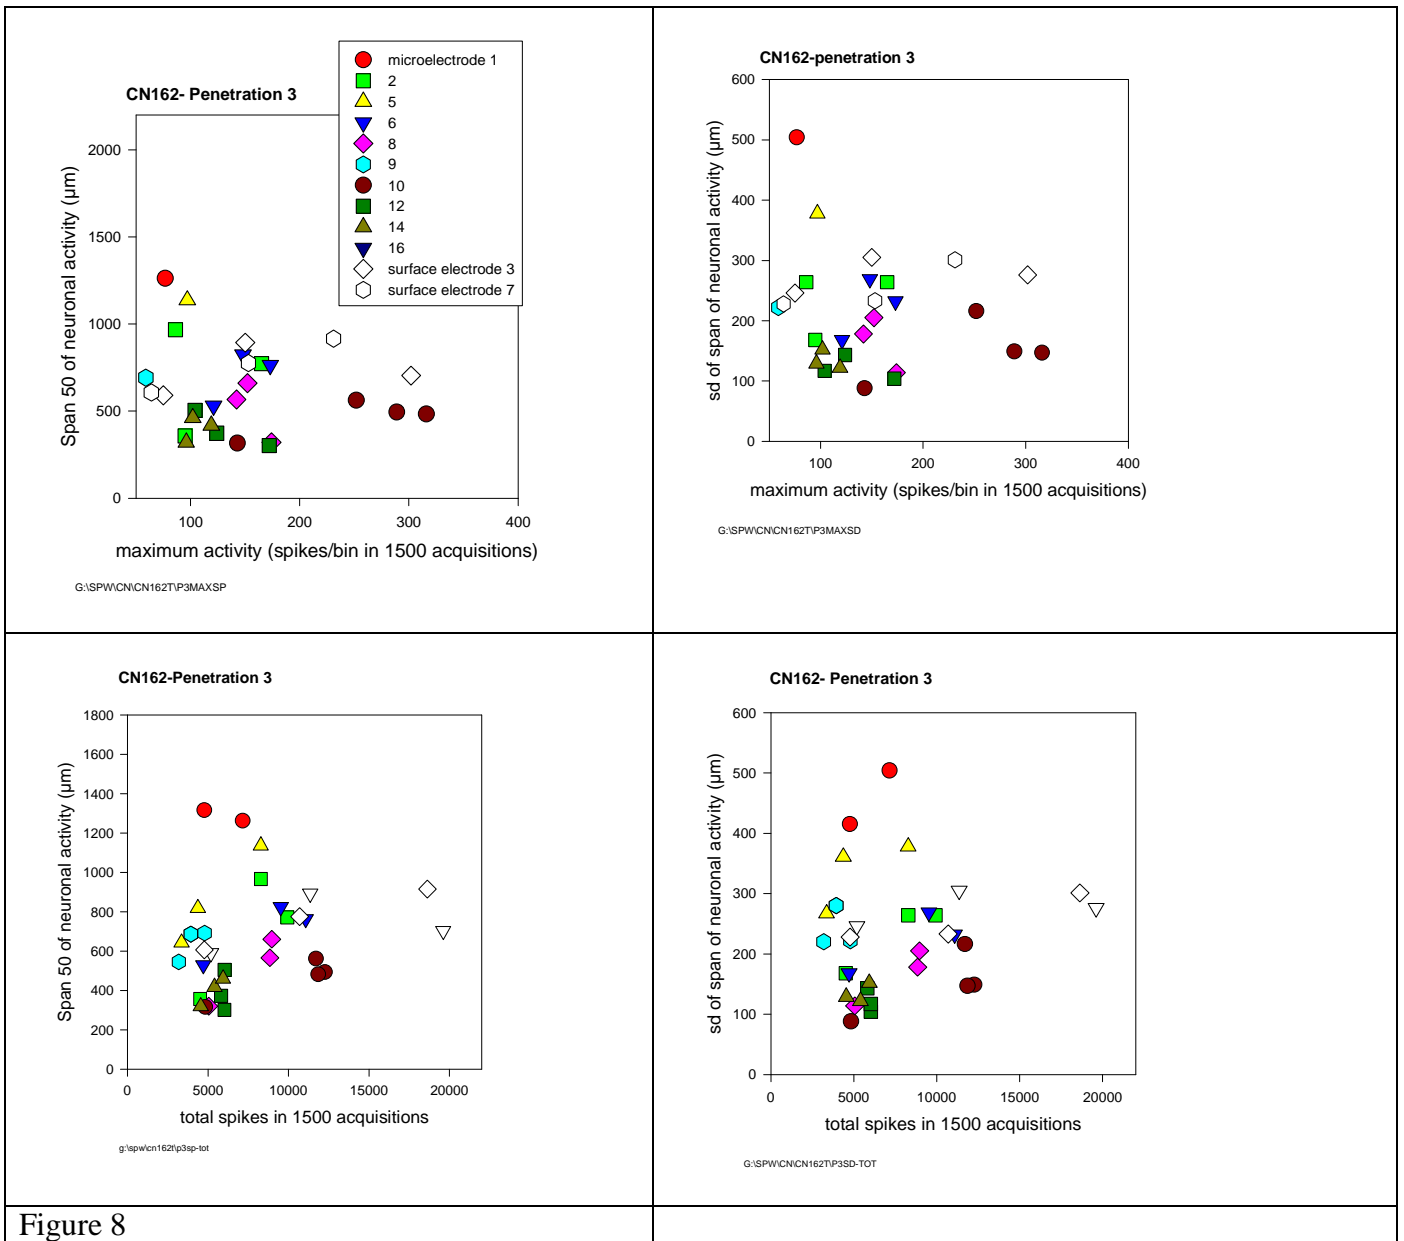 CN162- Penetration 3
microelectrode 1
2
5
6
8
9
10
12
14
16
surface electrode 3
surface electrode 7
Span 50 of neuronal activity (µm)
2000
1500
1000
500
0
100 200 300 400
maximum activity (spikes/bin in 1500 acquisitions)
G:\SPW\CN\CN162T\P3MAXSP
CN162-penetration 3
sd of span of neuronal activity (µm)
600
500
400
300
200
100
0
100 200 300 400
maximum activity (spikes/bin in 1500 acquisitions)
G:\SPW\CN\CN162T\P3MAXSD
CN162-Penetration 3
Span 50 of neuronal activity (µm)
1800
1600
1400
1200
1000
800
600
400
200
0
0 5000 10000 15000 20000
total spikes in 1500 acquisitions
g:\spw\cn162t\p3sp-tot
CN162- Penetration 3
sd of span of neuronal activity (µm)
600
500
400
300
200
100
0
0 5000 10000 15000 20000
total spikes in 1500 acquisitions
G:\SPW\CN\CN162T\P3SD-TOT
Figure 8